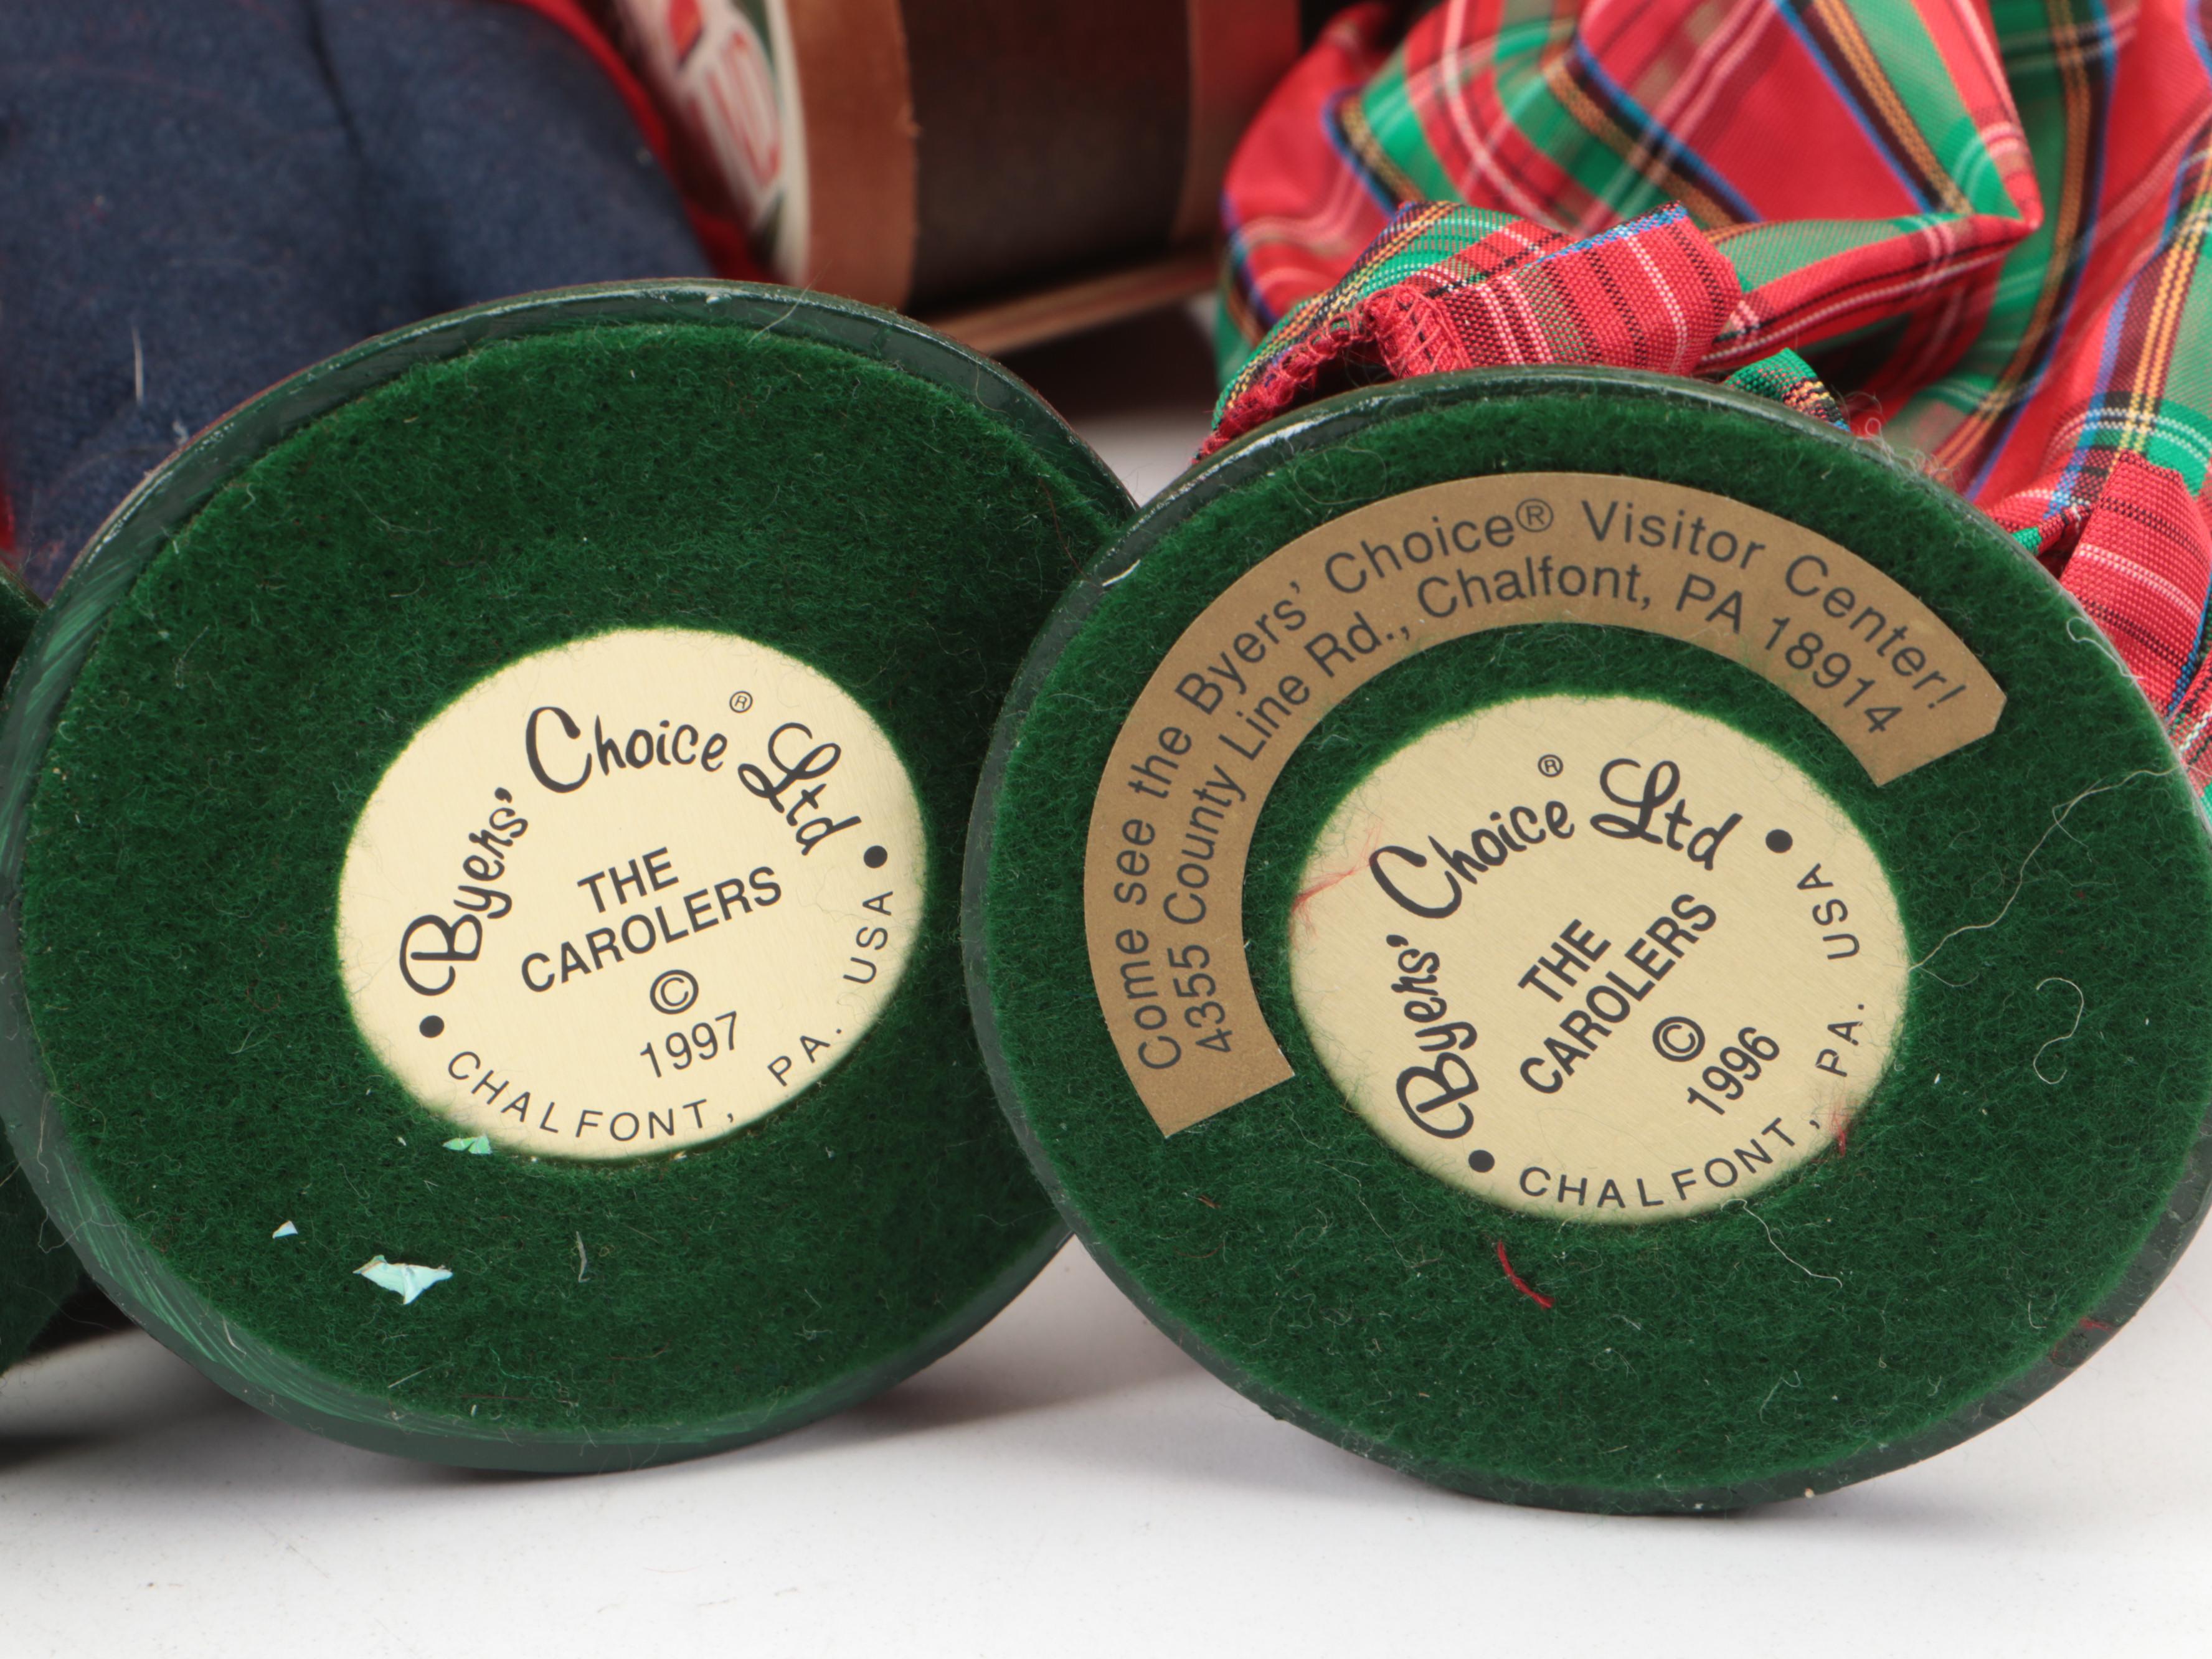 Byers' Choice® Ltd
THE
CAROLERS
©
1997
CHALFONT, PA. USA
Come see the Byers' Choice® Visitor Center!
4355 County Line Rd., Chalfont, PA 18914
Byers' Choice® Ltd
THE
CAROLERS
©
1996
CHALFONT, PA. USA